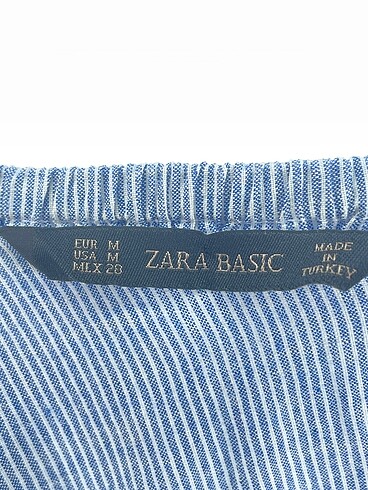 EUR M
USA M
MEX 28
ZARA BASIC
MADE
IN
TURKEY